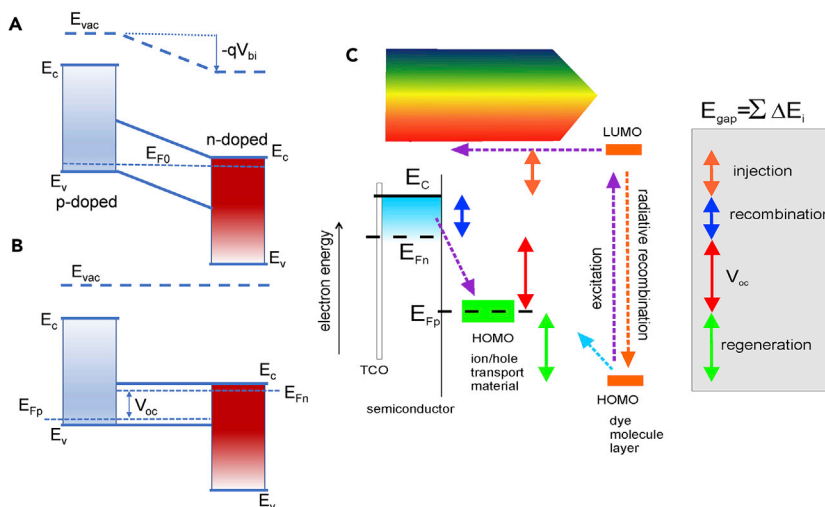 A
E_vac
-qV_bi
E_c
n-doped
E_F0
E_c
E_v
p-doped
E_v
B
E_vac
E_c
E_c
E_Fn
E_Fp
V_oc
E_v
E_v
C
LUMO
E_C
electron energy
E_Fn
excitation
radiative recombination
E_Fp
HOMO
TCO
ion/hole
transport
material
semiconductor
HOMO
dye
molecule
layer
E_gap=∑ ΔE_i
injection
recombination
V_oc
regeneration